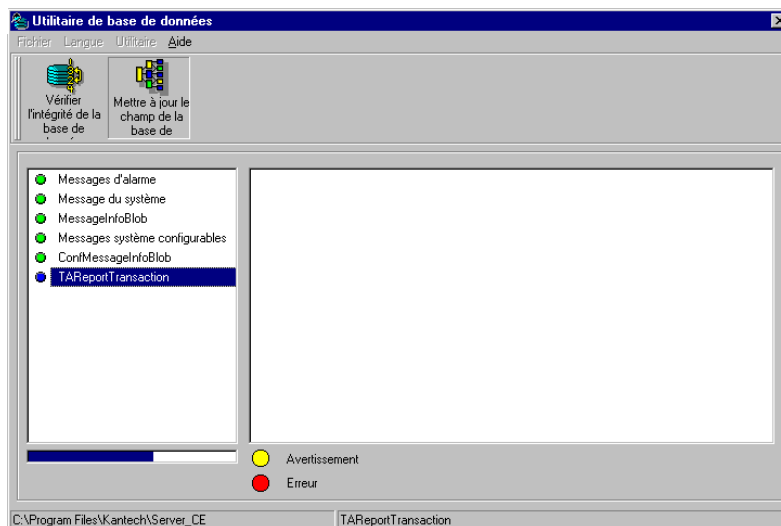 Utilitaire de base de données
Fichier Langue Utilitaire Aide
Vérifier
l'intégrité de la
base de
Mettre à jour le
champ de la
base de
Messages d'alarme
Message du système
MessageInfoBlob
Messages système configurables
ConfMessageInfoBlob
TAReportTransaction
Avertissement
Erreur
C:\Program Files\Kantech\Server_CE
TAReportTransaction